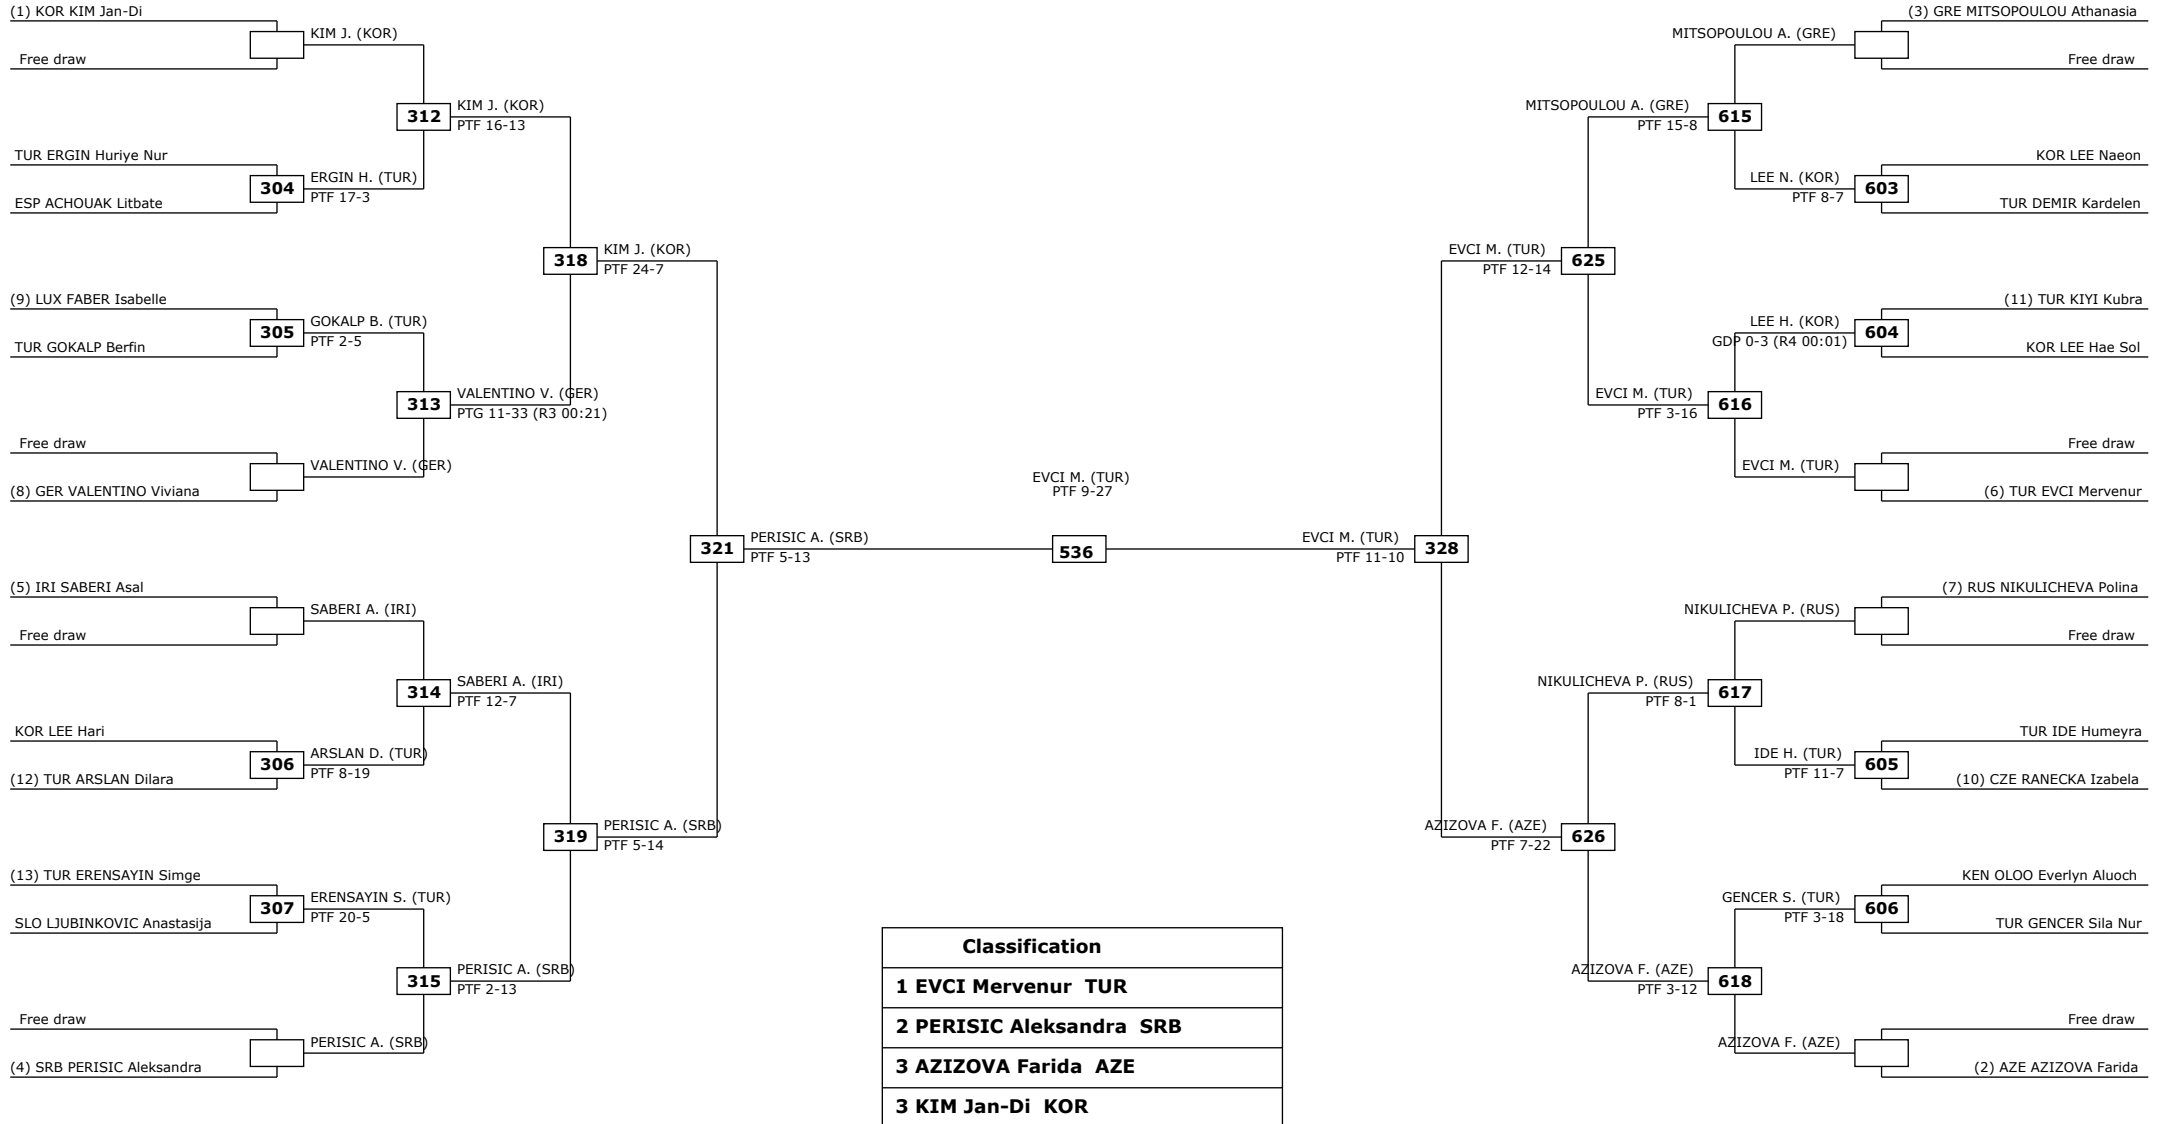 (1) KOR KIM Jan-Di
Free draw
TUR ERGIN Huriye Nur
ESP ACHOUAK Litbate
(9) LUX FABER Isabelle
TUR GOKALP Berfin
Free draw
(8) GER VALENTINO Viviana
(5) IRI SABERI Asal
Free draw
KOR LEE Hari
(12) TUR ARSLAN Dilara
(13) TUR ERENSAYIN Simge
SLO LJUBINKOVIC Anastasija
Free draw
(4) SRB PERISIC Aleksandra
KIM J. (KOR)
304
ERGIN H. (TUR)
PTF 17-3
305
GOKALP B. (TUR)
PTF 2-5
VALENTINO V. (GER)
SABERI A. (IRI)
306
ARSLAN D. (TUR)
PTF 8-19
307
ERENSAYIN S. (TUR)
PTF 20-5
PERISIC A. (SRB)
312
KIM J. (KOR)
PTF 16-13
313
VALENTINO V. (GER)
PTG 11-33 (R3 00:21)
314
SABERI A. (IRI)
PTF 12-7
315
PERISIC A. (SRB)
PTF 2-13
318
KIM J. (KOR)
PTF 24-7
319
PERISIC A. (SRB)
PTF 5-14
321
PERISIC A. (SRB)
PTF 5-13
EVCI M. (TUR)
PTF 9-27
536
EVCI M. (TUR)
PTF 11-10
328
EVCI M. (TUR)
PTF 12-14
625
AZIZOVA F. (AZE)
PTF 7-22
626
MITSOPOULOU A. (GRE)
PTF 15-8
615
EVCI M. (TUR)
PTF 3-16
616
NIKULICHEVA P. (RUS)
PTF 8-1
617
AZIZOVA F. (AZE)
PTF 3-12
618
MITSOPOULOU A. (GRE)
LEE N. (KOR)
PTF 8-7
603
LEE H. (KOR)
GDP 0-3 (R4 00:01)
604
EVCI M. (TUR)
NIKULICHEVA P. (RUS)
IDE H. (TUR)
PTF 11-7
605
GENCER S. (TUR)
PTF 3-18
606
AZIZOVA F. (AZE)
(3) GRE MITSOPOULOU Athanasia
Free draw
KOR LEE Naeon
TUR DEMIR Kardelen
(11) TUR KIYI Kubra
KOR LEE Hae Sol
Free draw
(6) TUR EVCI Mervenur
(7) RUS NIKULICHEVA Polina
Free draw
TUR IDE Humeyra
(10) CZE RANECKA Izabela
KEN OLOO Everlyn Aluoch
TUR GENCER Sila Nur
Free draw
(2) AZE AZIZOVA Farida
Classification
1 EVCI Mervenur TUR
2 PERISIC Aleksandra SRB
3 AZIZOVA Farida AZE
3 KIM Jan-Di KOR